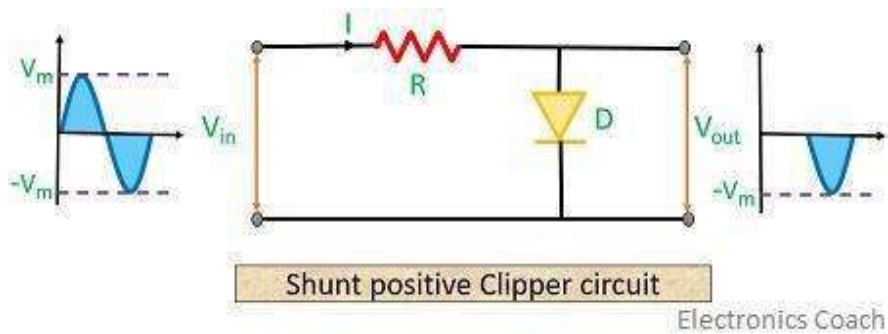 I
Vm
R
Vin
D
Vout
-Vm
-Vm
Shunt positive Clipper circuit
Electronics Coach